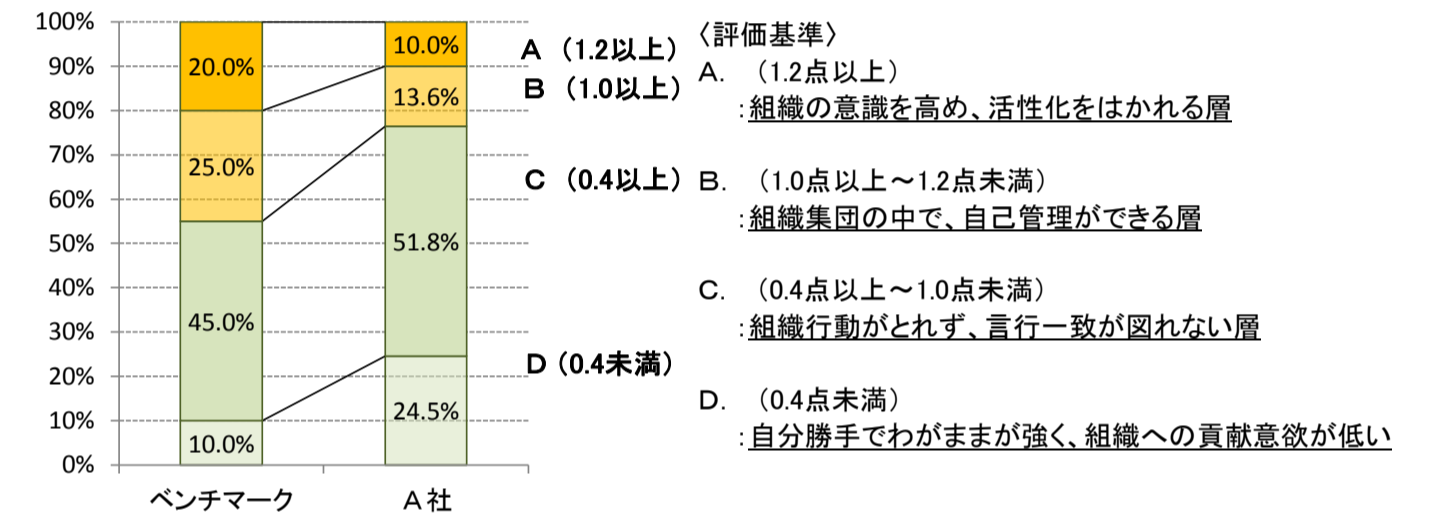 100%
90%
80%
70%
60%
50%
40%
30%
20%
10%
0%
20.0%
25.0%
45.0%
10.0%
10.0%
13.6%
51.8%
24.5%
ベンチマーク
A社
A (1.2以上)
B (1.0以上)
C (0.4以上)
D (0.4未満)
〈評価基準〉
A. (1.2点以上)
:組織の意識を高め、活性化をはかれる層
B. (1.0点以上～1.2点未満)
:組織集団の中で、自己管理ができる層
C. (0.4点以上～1.0点未満)
:組織行動がとれず、言行一致が図れない層
D. (0.4点未満)
:自分勝手でわがままが強く、組織への貢献意欲が低い